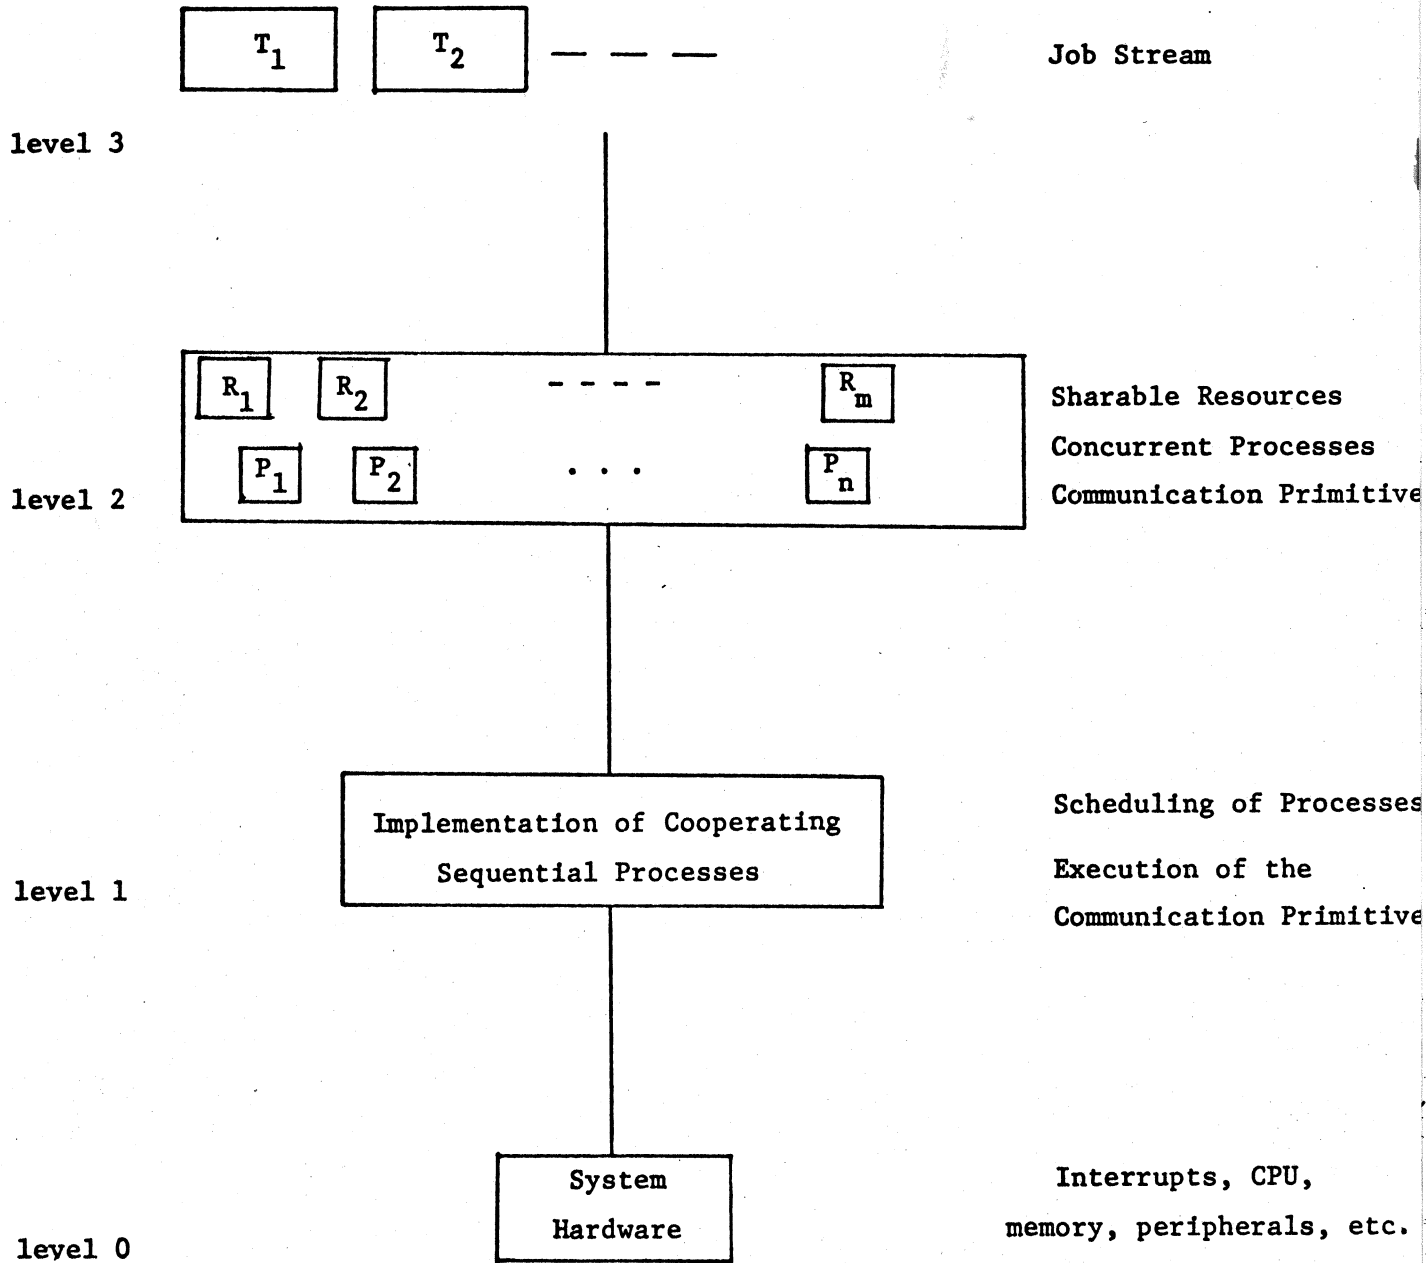 T1 T2 — — — Job Stream
level 3
R1 R2 - - - - Rm Sharable Resources
Concurrent Processes
P1 P2 . . . Pn
level 2 Communication Primitive
Scheduling of Processes
Implementation of Cooperating
Sequential Processes Execution of the
level 1
Communication Primitive
System Interrupts, CPU,
Hardware memory, peripherals, etc.
level 0